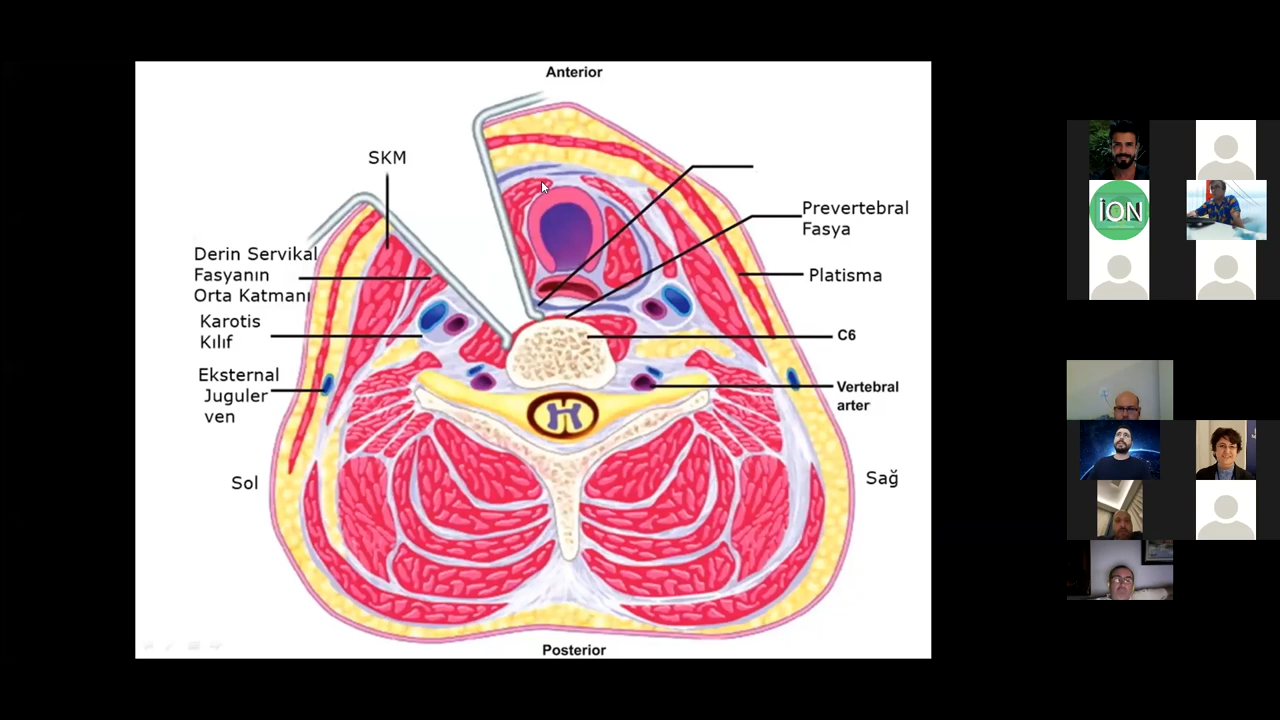 Anterior
SKM
Prevertebral
Fasya
Derin Servikal
Fasyanın
Orta Katmanı
Platisma
Karotis
Kılıf
C6
Eksternal
Juguler
ven
Vertebral
arter
Sol
Sağ
Posterior
İON